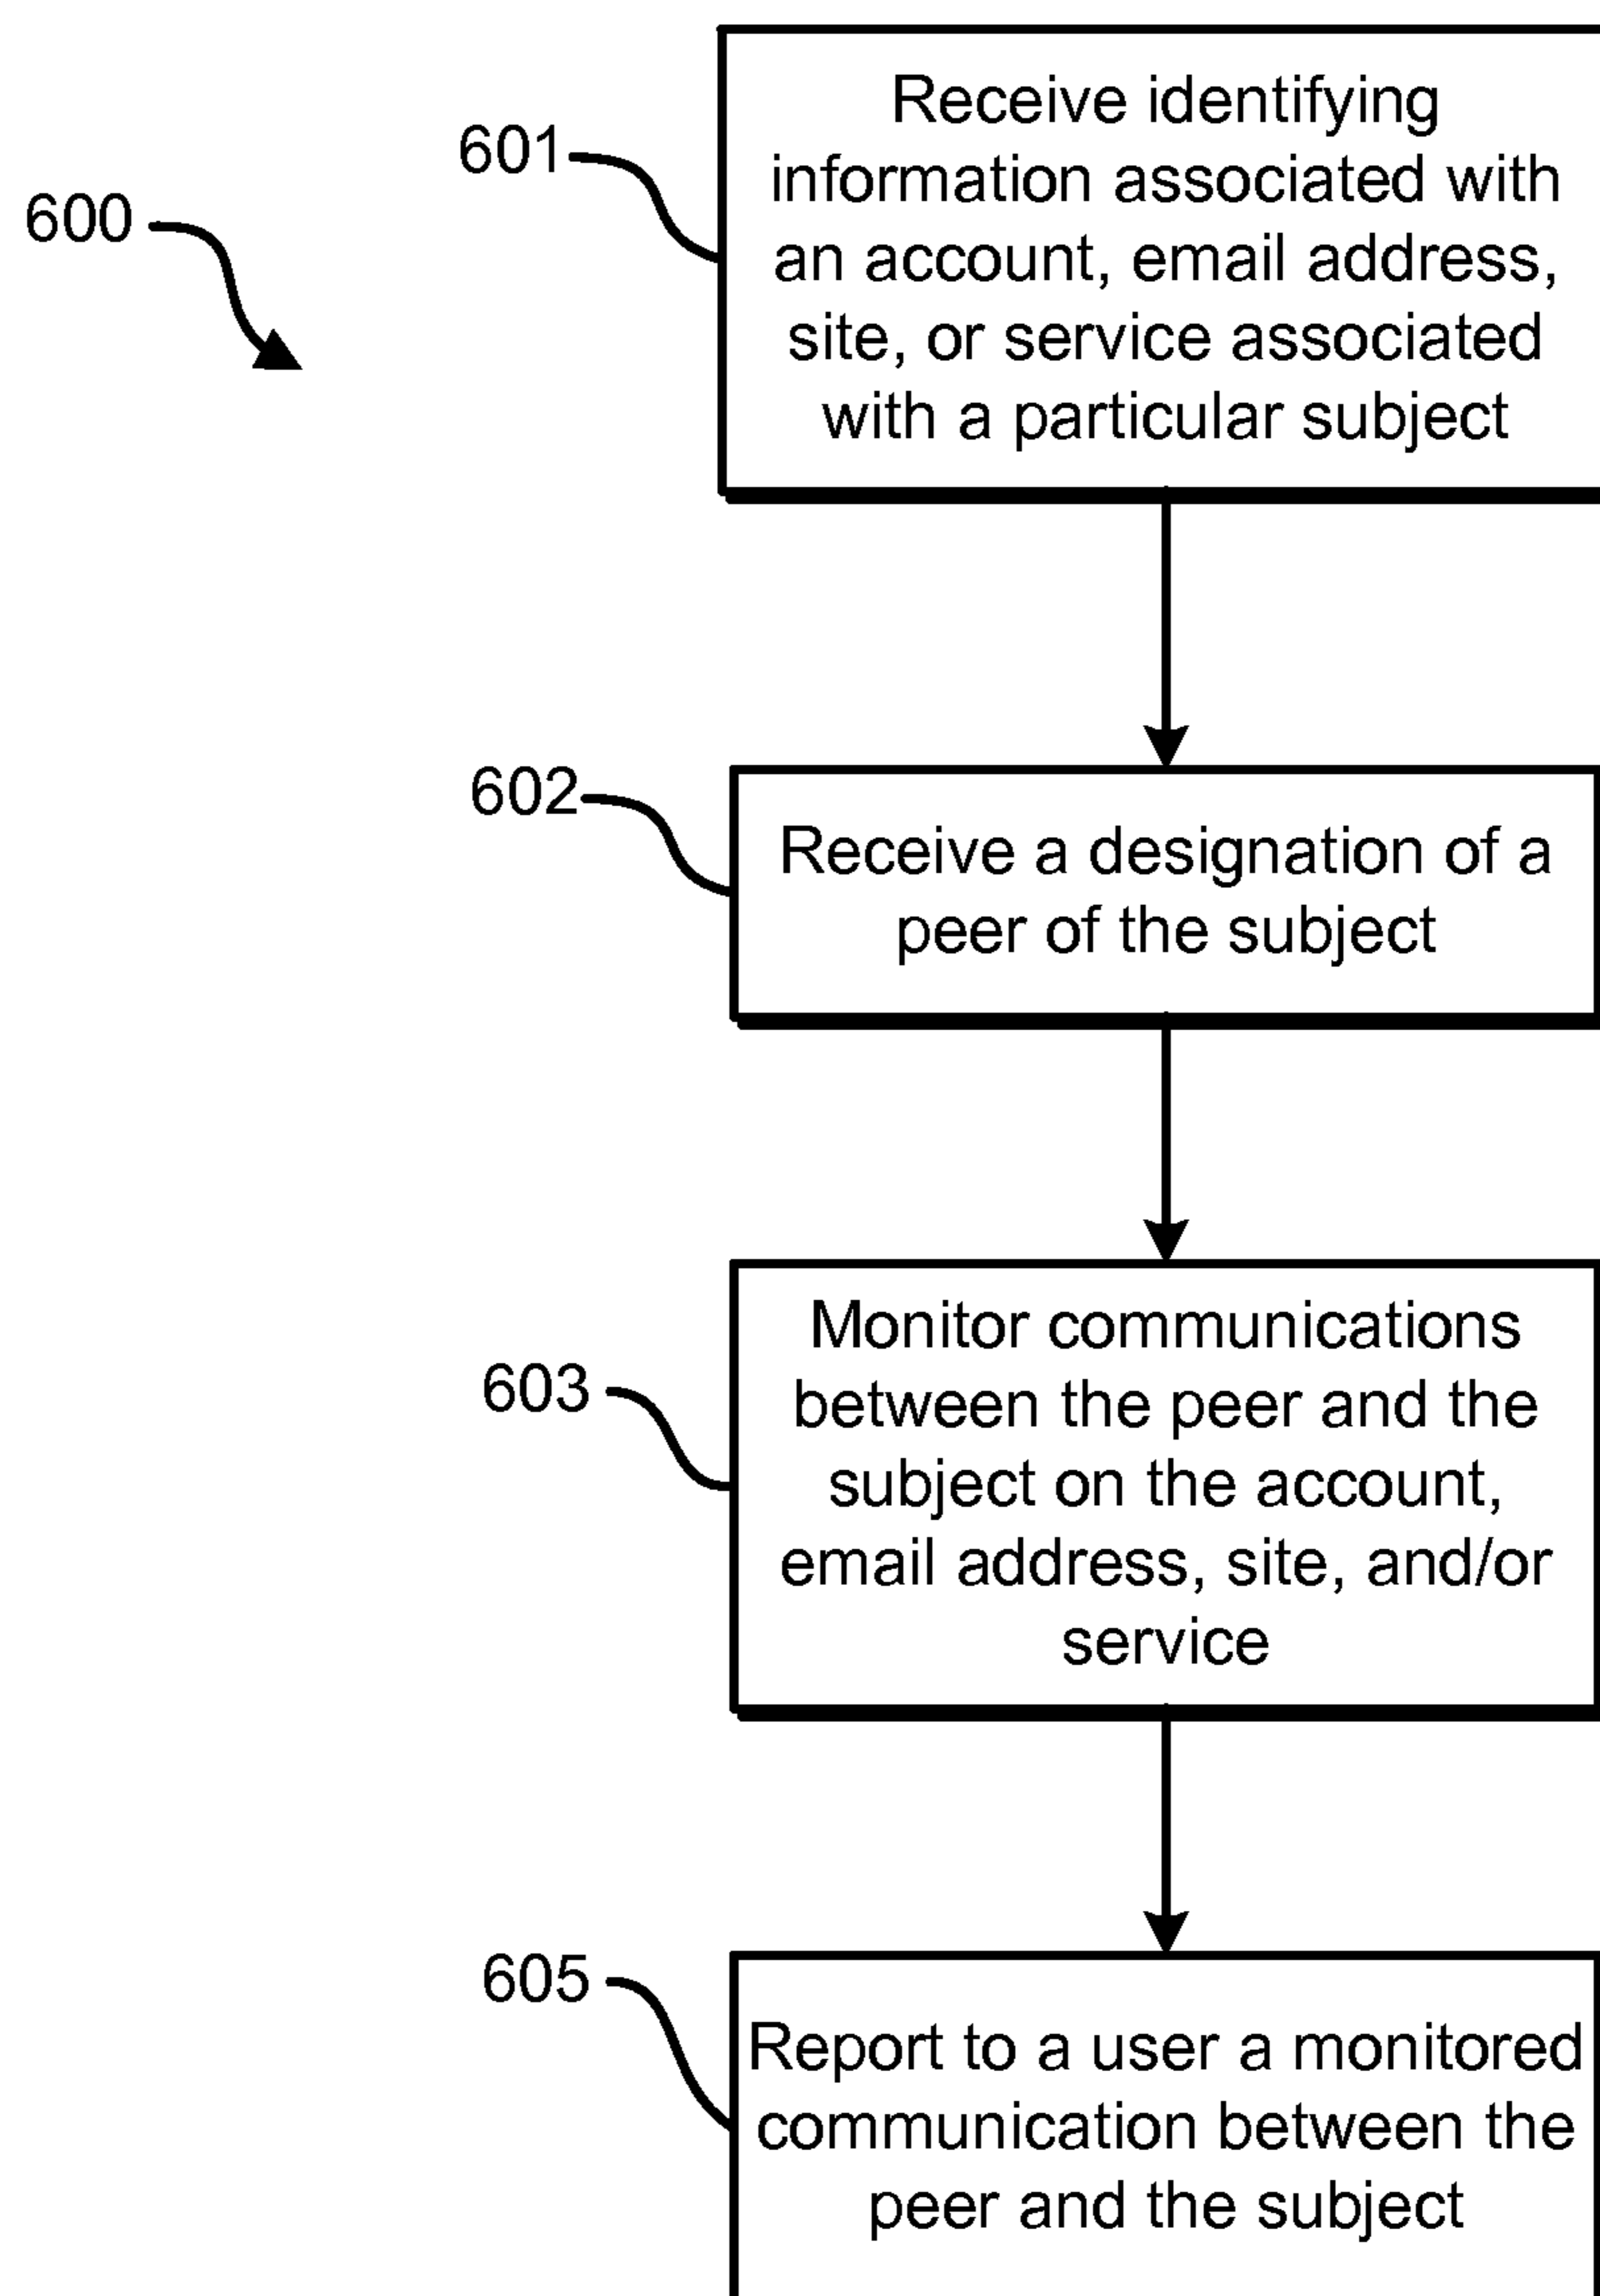 600
601
Receive identifying
information associated with
an account, email address,
site, or service associated
with a particular subject
602
Receive a designation of a
peer of the subject
603
Monitor communications
between the peer and the
subject on the account,
email address, site, and/or
service
605
Report to a user a monitored
communication between the
peer and the subject